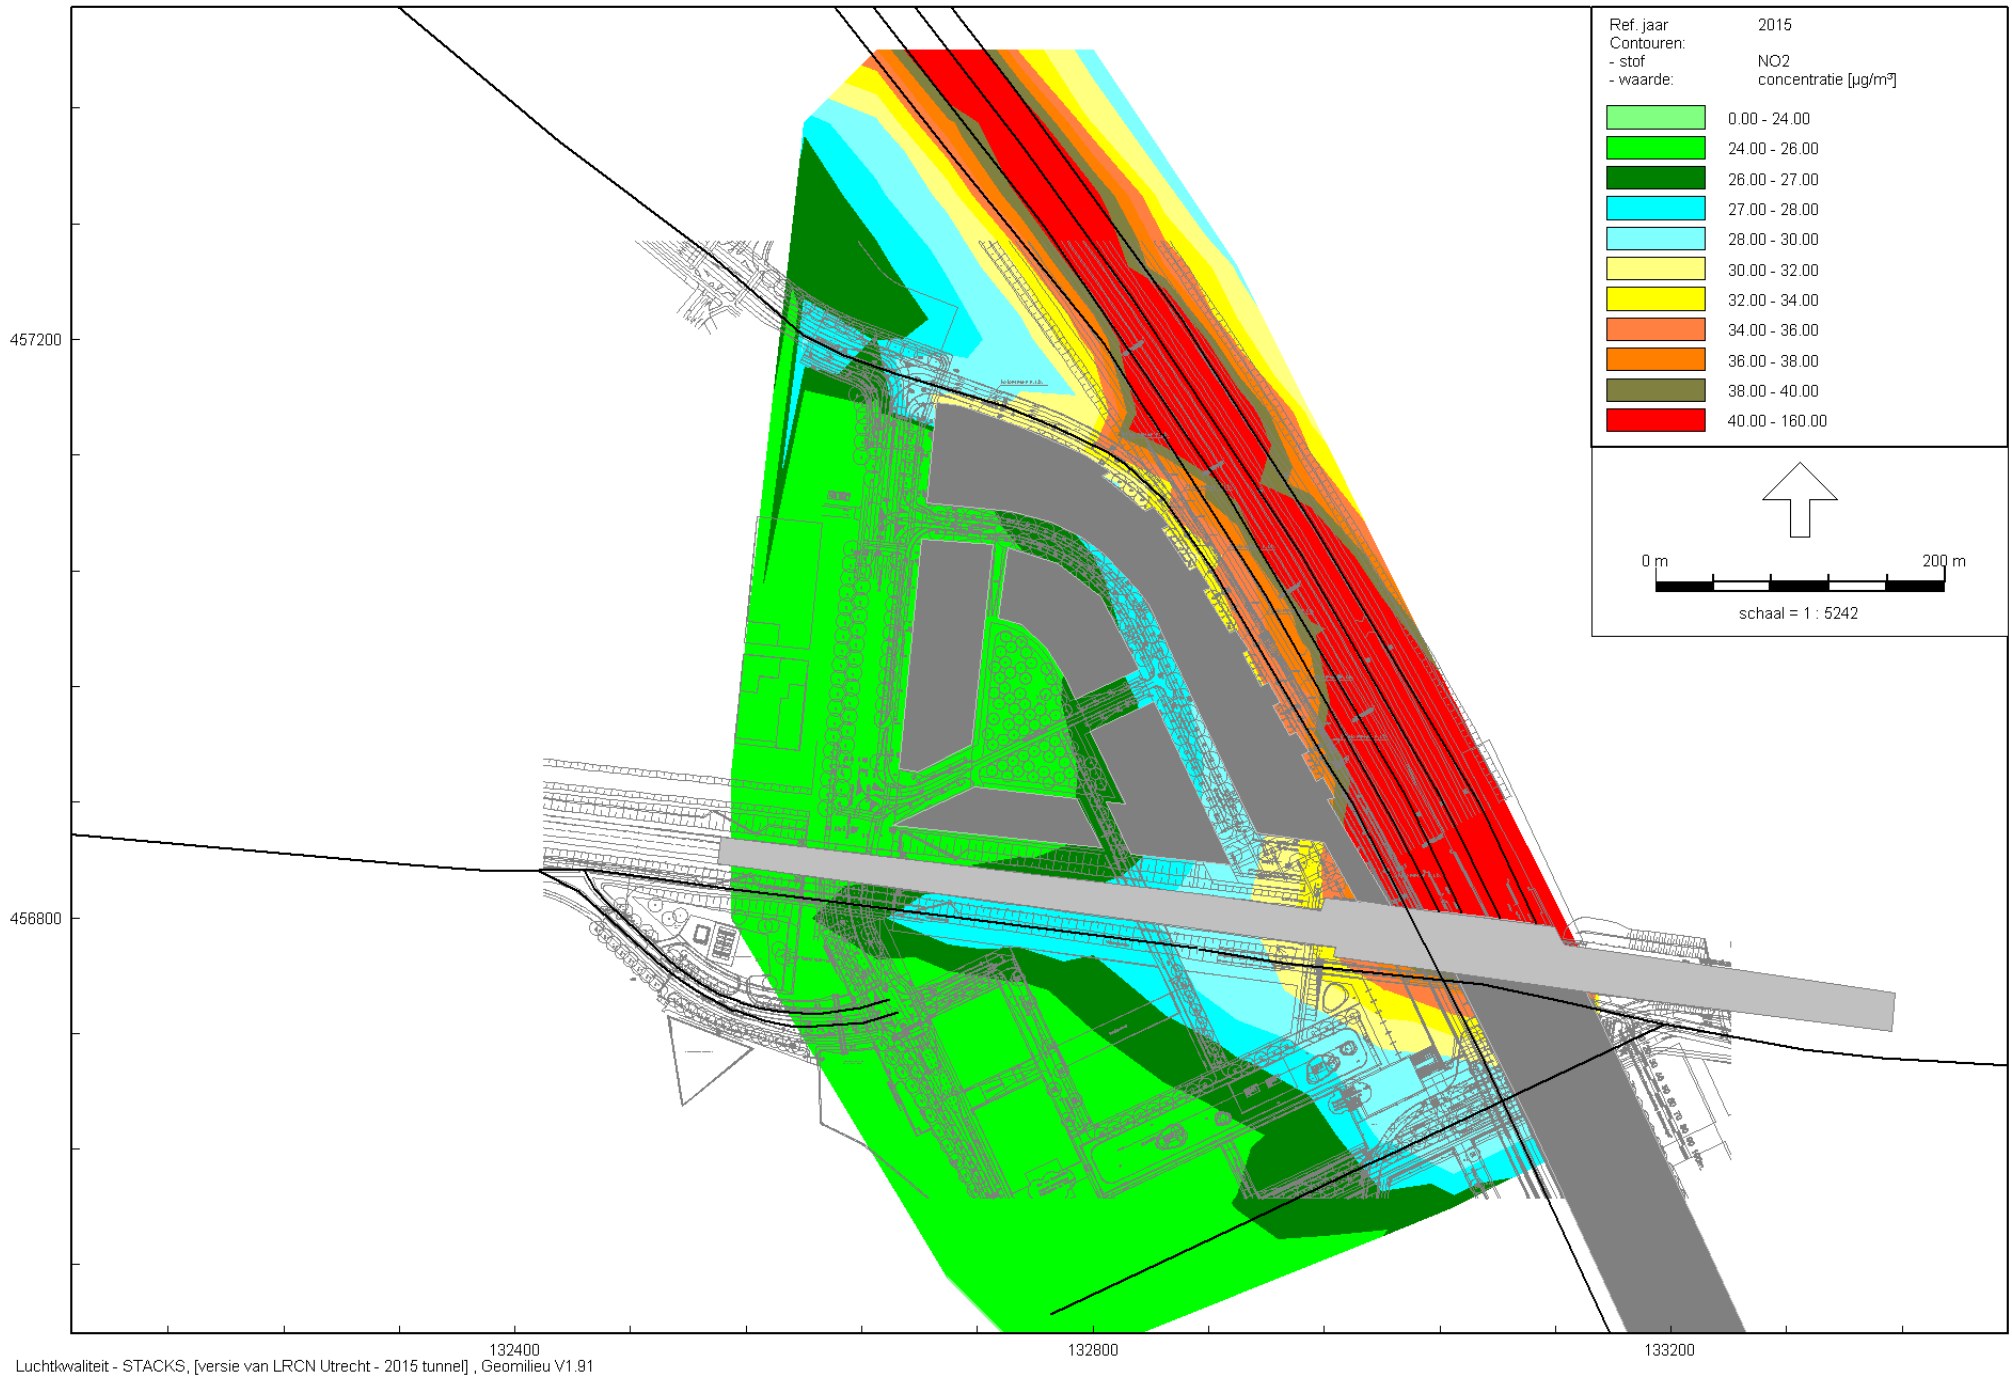 Ref. jaar 2015
Contouren:
- stof NO2
- waarde: concentratie [µg/m³]
0.00 - 24.00
24.00 - 26.00
26.00 - 27.00
27.00 - 28.00
28.00 - 30.00
30.00 - 32.00
32.00 - 34.00
34.00 - 36.00
36.00 - 38.00
38.00 - 40.00
40.00 - 160.00
0 m 200 m
schaal = 1 : 5242
457200
456800
132400 132800 133200
Luchtkwaliteit - STACKS, [versie van LRCN Utrecht - 2015 tunnel] , Geomilieu V1.91